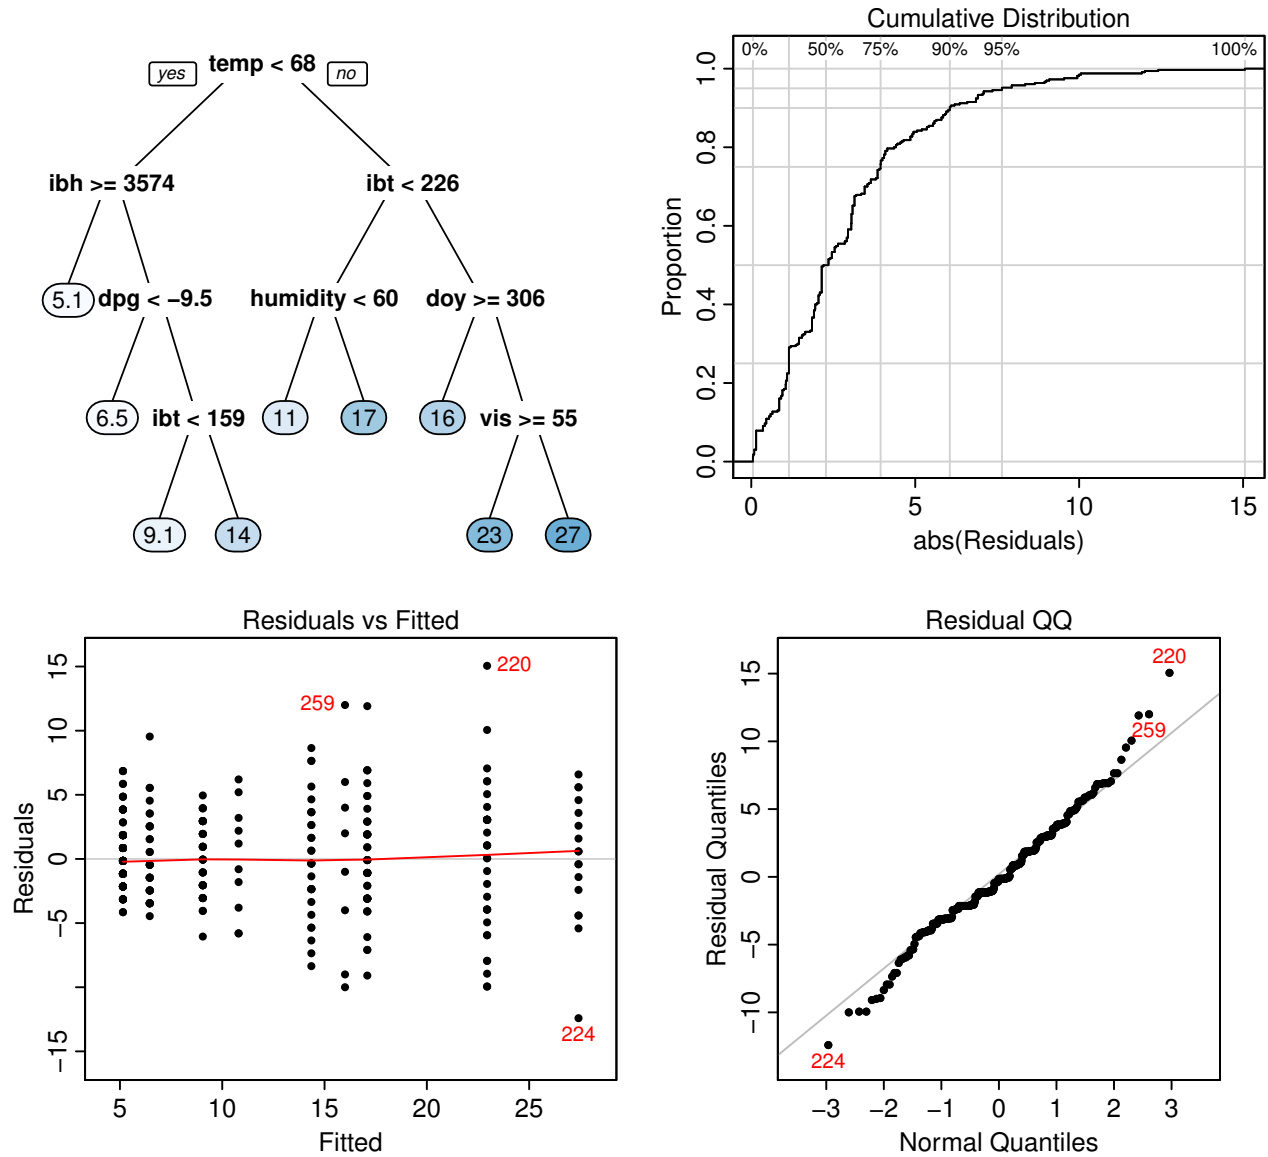 yes temp < 68 no
ibh >= 3574 ibt < 226
5.1 dpg < −9.5 humidity < 60 doy >= 306
6.5 ibt < 159 11 17 16 vis >= 55
9.1 14 23 27
Cumulative Distribution
0% 50% 75% 90% 95% 100%
1.0
0.8
0.6
0.4
0.2
0.0
Proportion
0 5 10 15
abs(Residuals)
Residuals vs Fitted
15
10
5
0
−5
−15
Residuals
220
259
224
5 10 15 20 25
Fitted
Residual QQ
15
10
5
0
−5
−10
Residual Quantiles
220
259
224
−3 −2 −1 0 1 2 3
Normal Quantiles